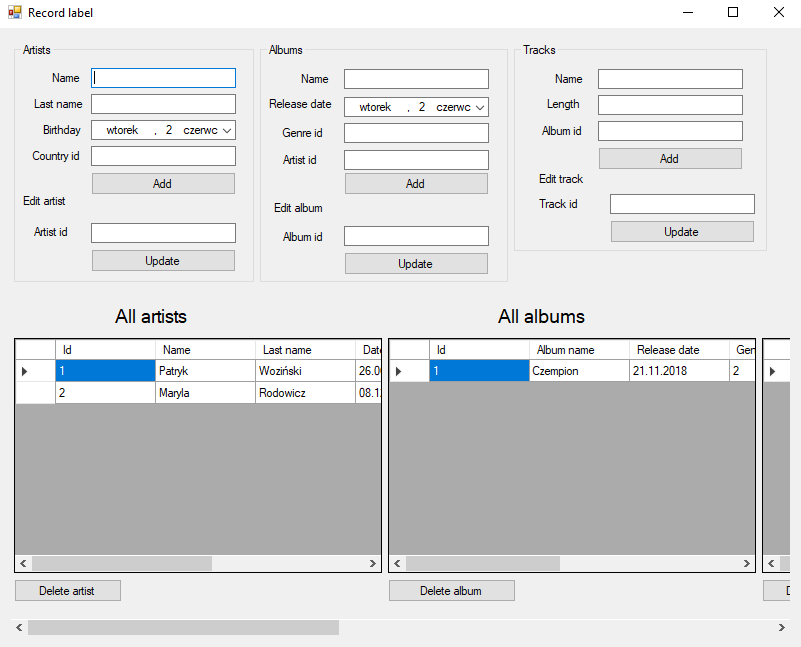 Record label
Artists
Name
Last name
Birthday wtorek , 2 czerwc
Country id
Add
Edit artist
Artist id
Update
Albums
Name
Release date wtorek , 2 czerwc
Genre id
Artist id
Add
Edit album
Album id
Update
Tracks
Name
Length
Album id
Add
Edit track
Track id
Update
All artists
Id Name Last name Date
1 Patryk Woziński 26.0
2 Maryla Rodowicz 08.1
Delete artist
All albums
Id Album name Release date Gen
1 Czempion 21.11.2018 2
Delete album